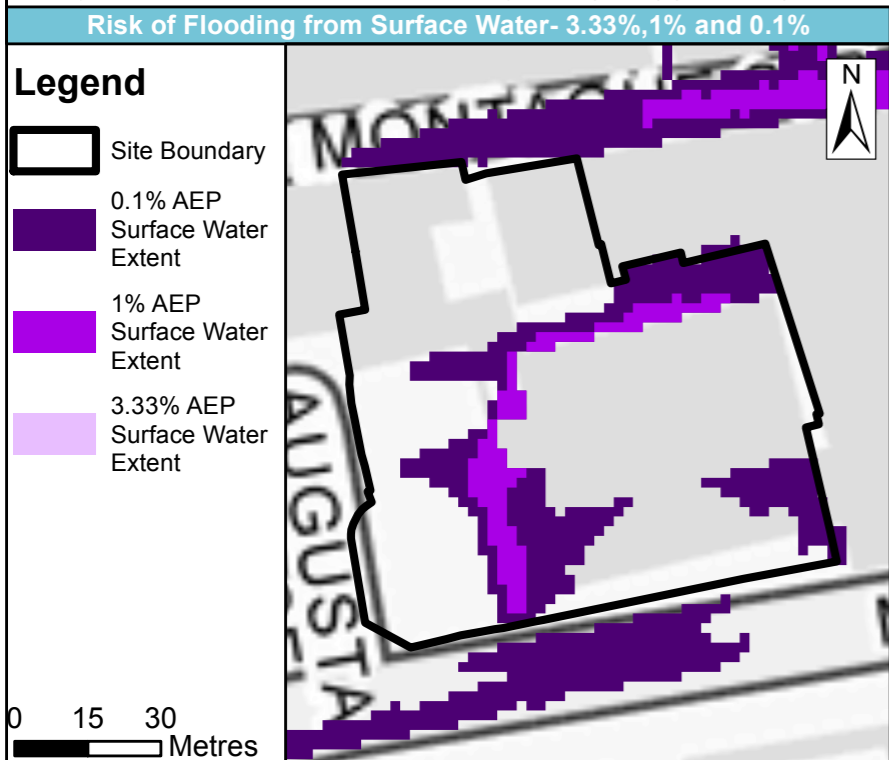 Risk of Flooding from Surface Water- 3.33%,1% and 0.1%
Legend
Site Boundary
0.1% AEP
Surface Water
Extent
1% AEP
Surface Water
Extent
3.33% AEP
Surface Water
Extent
0 15 30
Metres
N
AUGUSTA